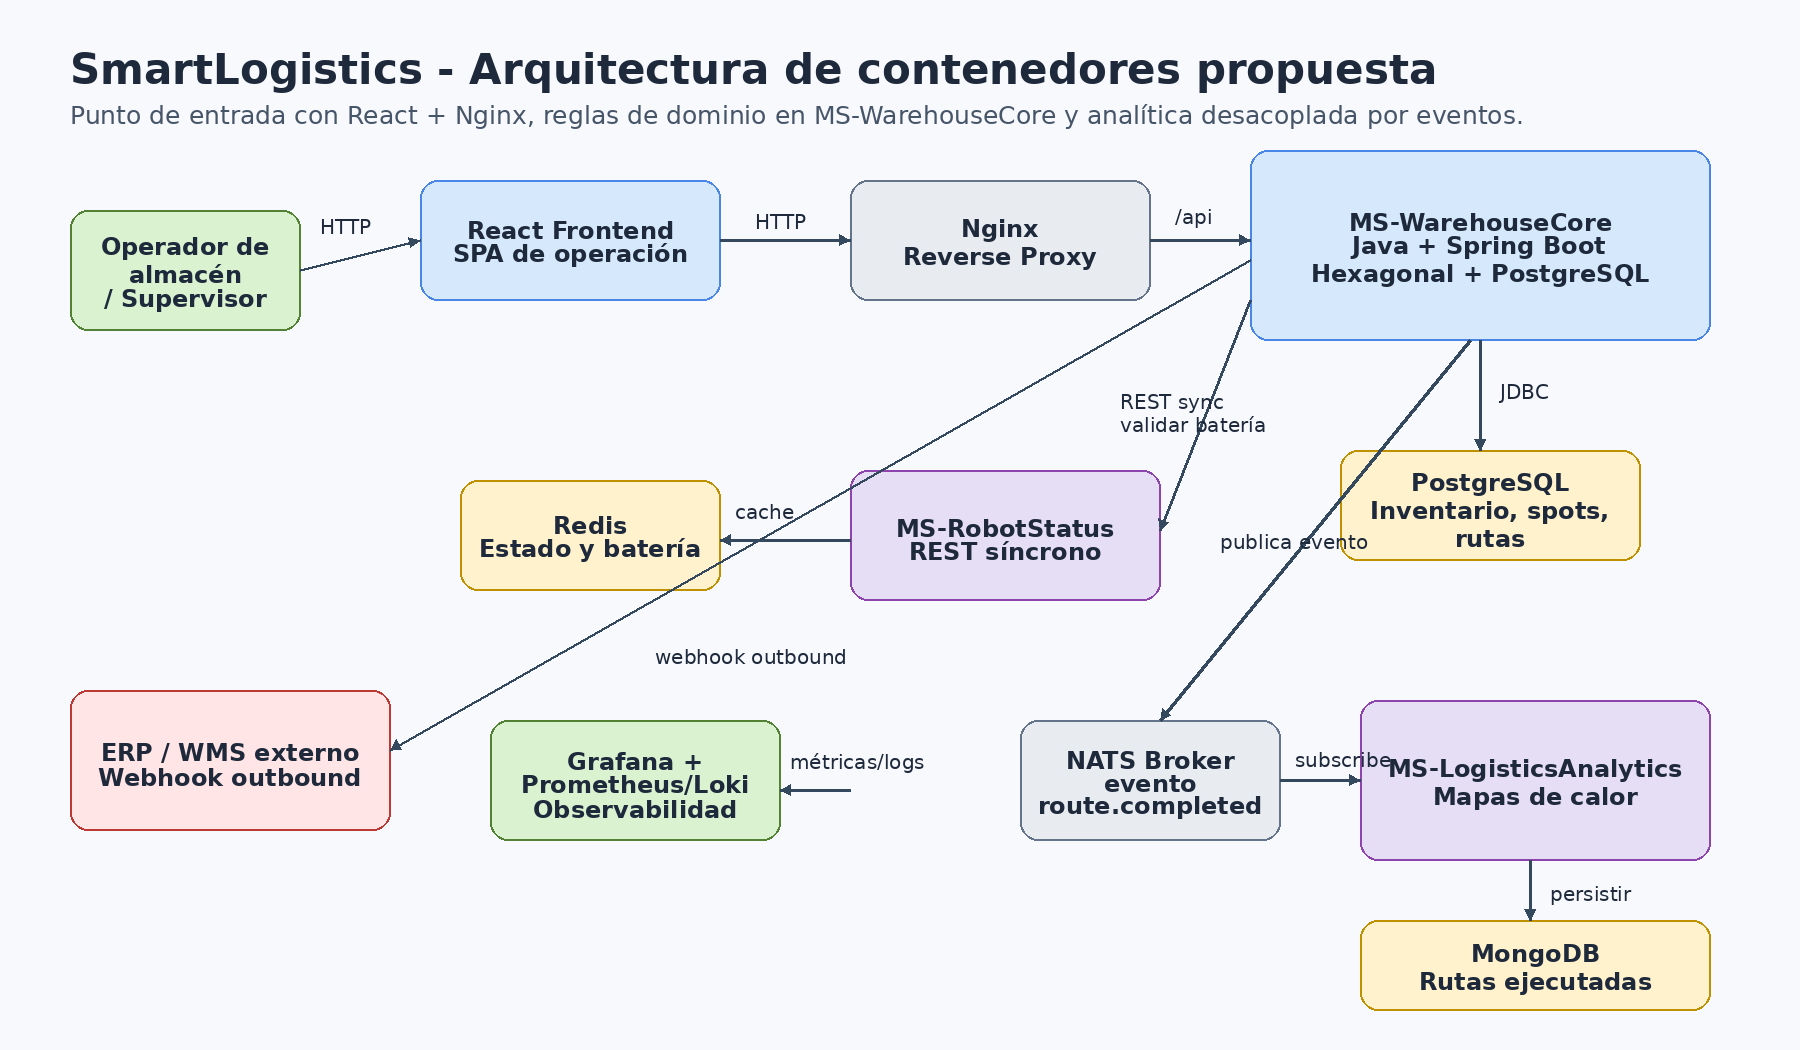 SmartLogistics - Arquitectura de contenedores propuesta
Punto de entrada con React + Nginx, reglas de dominio en MS-WarehouseCore y analítica desacoplada por eventos.
Operador de
almacén
/ Supervisor
HTTP
React Frontend
SPA de operación
HTTP
Nginx
Reverse Proxy
/api
MS-WarehouseCore
Java + Spring Boot
Hexagonal + PostgreSQL
REST sync
validar batería
JDBC
Redis
Estado y batería
cache
MS-RobotStatus
REST síncrono
publica evento
PostgreSQL
Inventario, spots,
rutas
webhook outbound
ERP / WMS externo
Webhook outbound
Grafana +
Prometheus/Loki
Observabilidad
métricas/logs
NATS Broker
evento
route.completed
subscribe
MS-LogisticsAnalytics
Mapas de calor
persistir
MongoDB
Rutas ejecutadas